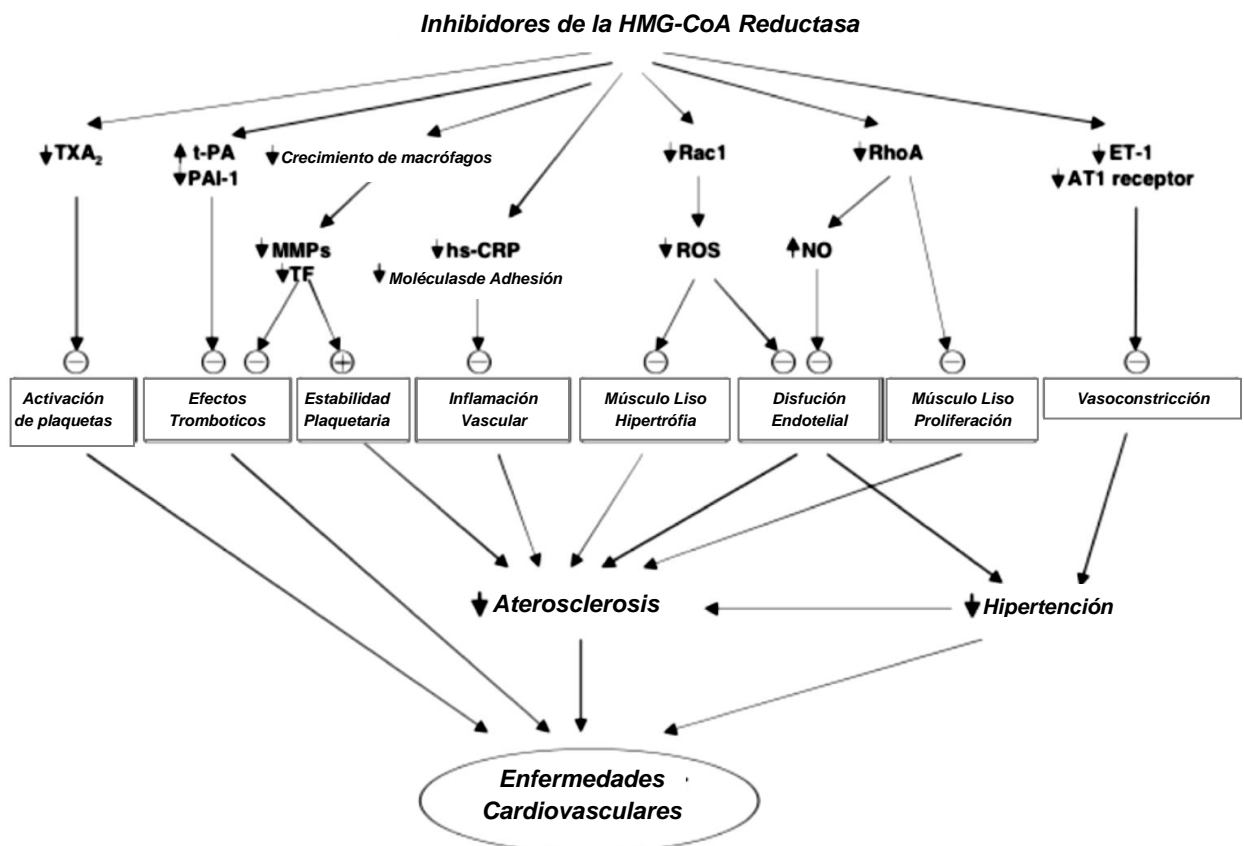 Inhibidores de la HMG-CoA Reductasa
↓TXA₂
↑ t-PA
↓PAI-1
↓ Crecimiento de macrófagos
↓Rac1
↓RhoA
↓ET-1
↓AT1 receptor
↓MMPs
↓TF
↓hs-CRP
↓ Moléculasde Adhesión
↓ROS
↑NO
Activación
de plaquetas
Efectos
Tromboticos
Estabilidad
Plaquetaria
Inflamación
Vascular
Músculo Liso
Hipertrófia
Disfución
Endotelial
Músculo Liso
Proliferación
Vasoconstricción
↓ Aterosclerosis
↓ Hipertención
Enfermedades
Cardiovasculares